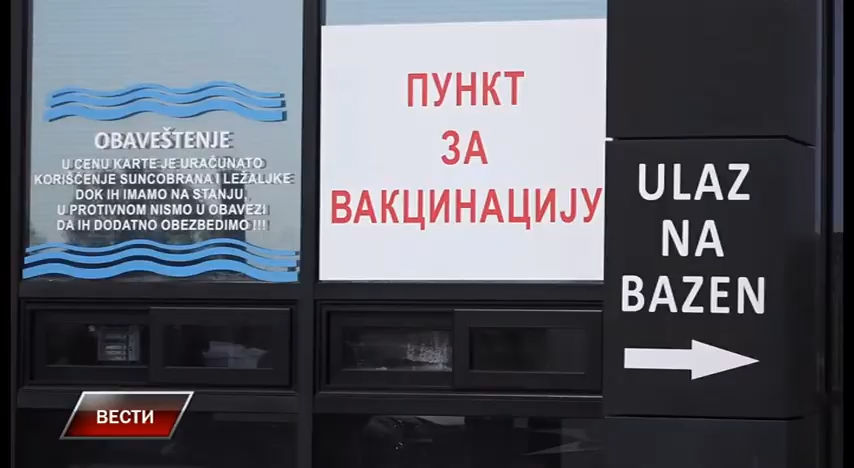 OBAVEŠTENJE
U CENU KARTE JE URAČUNATO
KORIŠĆENJE SUNCOBRANA I LEŽALJKE
DOK IH IMAMO NA STANJU,
U PROTIVNOM NISMO U OBAVEZI
DA IH DODATNO OBEZBEDIMO !!!
ПУНКТ
ЗА
ВАКЦИНАЦИЈУ
ULAZ
NA
BAZEN
ВЕСТИ